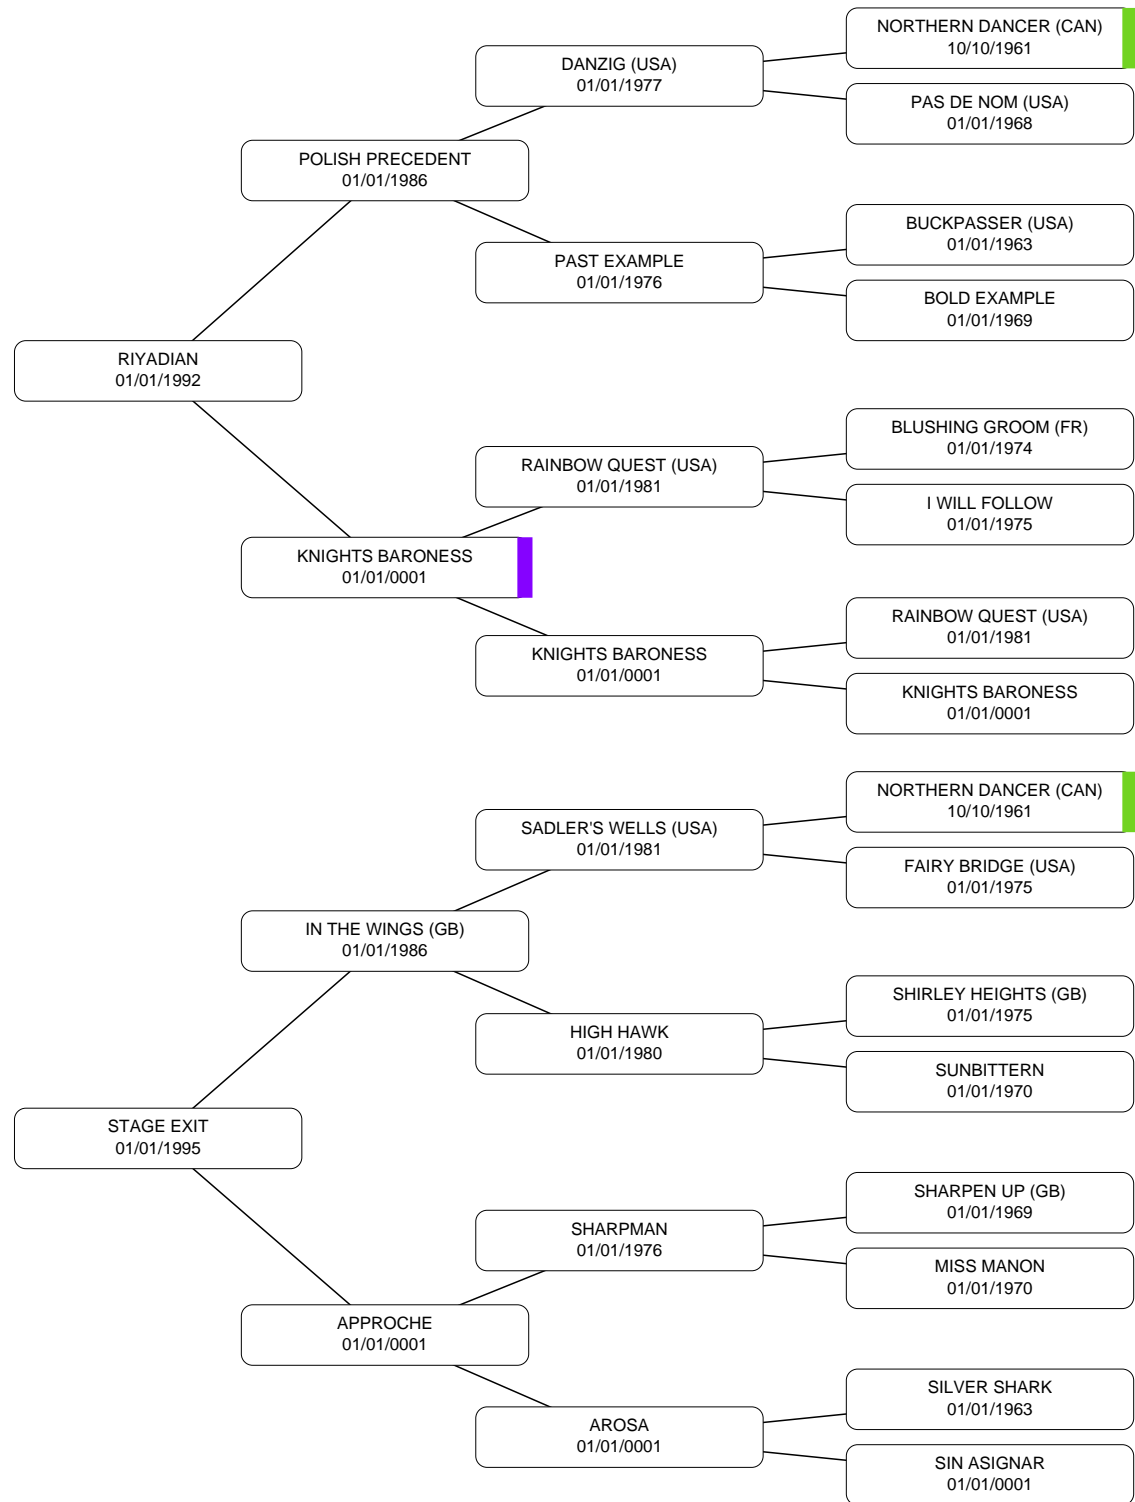 NORTHERN DANCER (CAN)
10/10/1961
DANZIG (USA)
01/01/1977
PAS DE NOM (USA)
01/01/1968
POLISH PRECEDENT
01/01/1986
BUCKPASSER (USA)
01/01/1963
PAST EXAMPLE
01/01/1976
BOLD EXAMPLE
01/01/1969
RIYADIAN
01/01/1992
BLUSHING GROOM (FR)
01/01/1974
RAINBOW QUEST (USA)
01/01/1981
I WILL FOLLOW
01/01/1975
KNIGHTS BARONESS
01/01/0001
RAINBOW QUEST (USA)
01/01/1981
KNIGHTS BARONESS
01/01/0001
KNIGHTS BARONESS
01/01/0001
NORTHERN DANCER (CAN)
10/10/1961
SADLER'S WELLS (USA)
01/01/1981
FAIRY BRIDGE (USA)
01/01/1975
IN THE WINGS (GB)
01/01/1986
SHIRLEY HEIGHTS (GB)
01/01/1975
HIGH HAWK
01/01/1980
SUNBITTERN
01/01/1970
STAGE EXIT
01/01/1995
SHARPEN UP (GB)
01/01/1969
SHARPMAN
01/01/1976
MISS MANON
01/01/1970
APPROCHE
01/01/0001
SILVER SHARK
01/01/1963
AROSA
01/01/0001
SIN ASIGNAR
01/01/0001